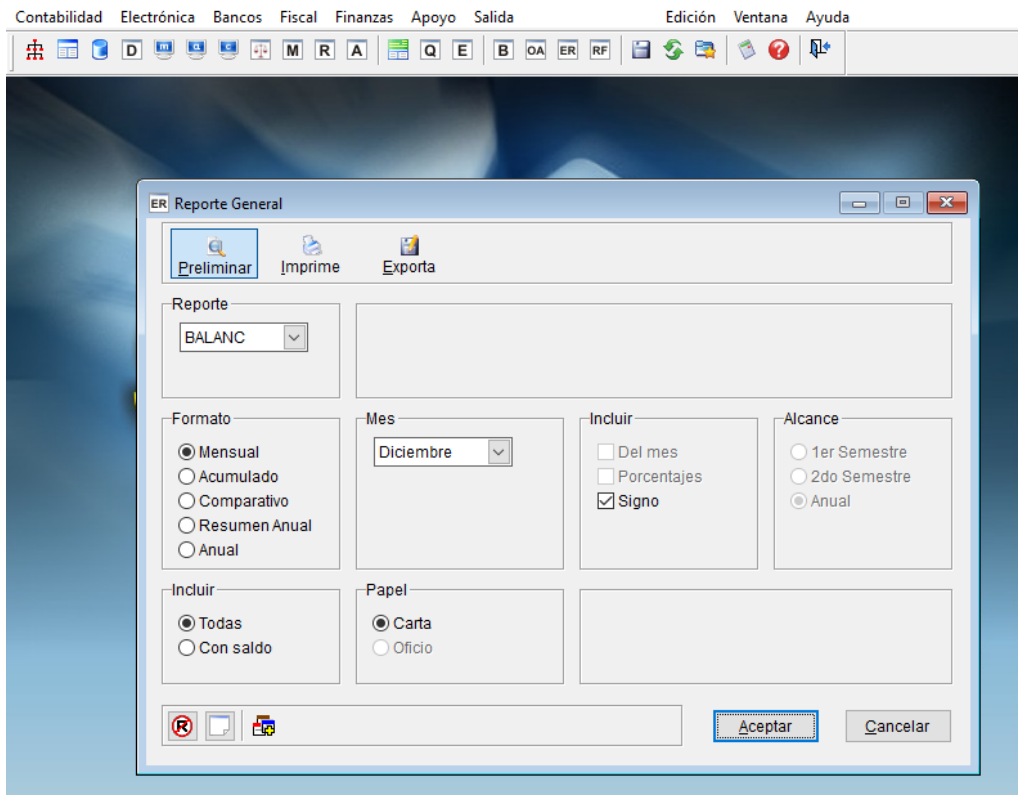 Contabilidad Electrónica Bancos Fiscal Finanzas Apoyo Salida Edición Ventana Ayuda
D m a c M R A Q E B OA ER RF ?
ER Reporte General
Preliminar Imprime Exporta
Reporte
BALANC
Formato
Mensual
Acumulado
Comparativo
Resumen Anual
Anual
Mes
Diciembre
Incluir
Del mes
Porcentajes
Signo
Alcance
1er Semestre
2do Semestre
Anual
Incluir
Todas
Con saldo
Papel
Carta
Oficio
R
Aceptar Cancelar